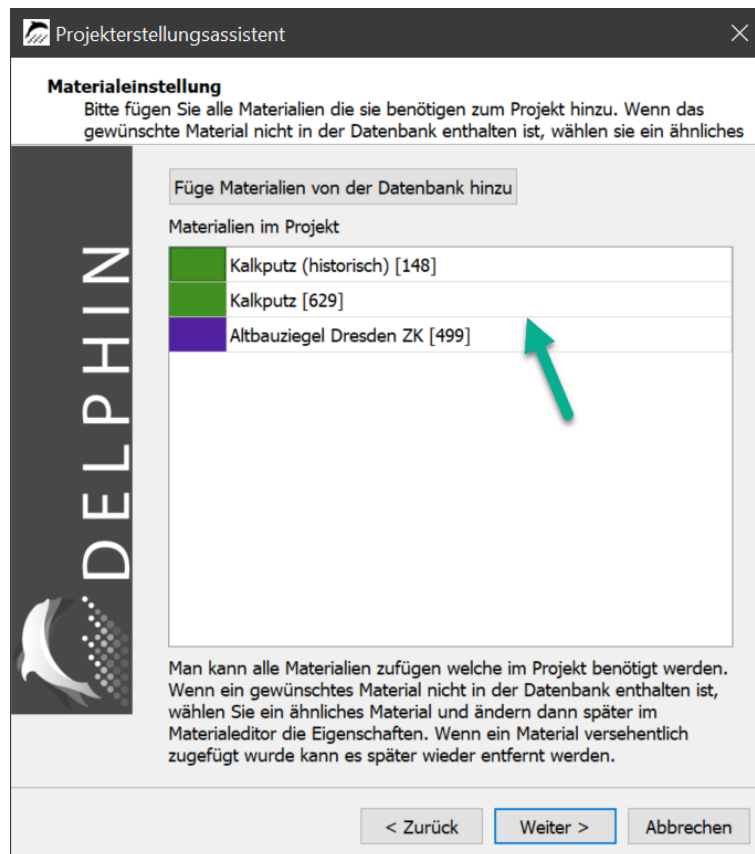 Projekterstellungsassistent
Materialeinstellung
Bitte fügen Sie alle Materialien die sie benötigen zum Projekt hinzu. Wenn das
gewünschte Material nicht in der Datenbank enthalten ist, wählen sie ein ähnliches
DELPHIN
Füge Materialien von der Datenbank hinzu
Materialien im Projekt
Kalkputz (historisch) [148]
Kalkputz [629]
Altbauziegel Dresden ZK [499]
Man kann alle Materialien zufügen welche im Projekt benötigt werden.
Wenn ein gewünschtes Material nicht in der Datenbank enthalten ist,
wählen Sie ein ähnliches Material und ändern dann später im
Materialeditor die Eigenschaften. Wenn ein Material versehentlich
zugefügt wurde kann es später wieder entfernt werden.
< Zurück
Weiter >
Abbrechen